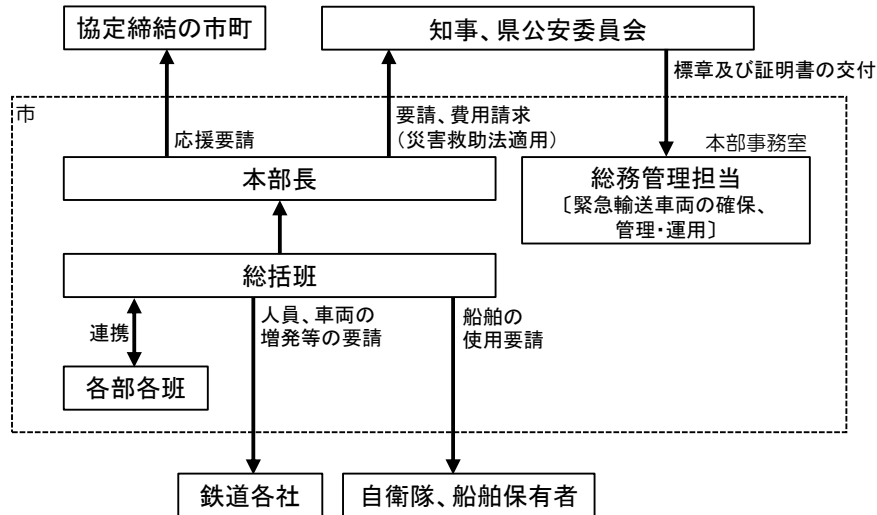 協定締結の市町
知事、県公安委員会
標章及び証明書の交付
市
応援要請
要請、費用請求
（災害救助法適用）
本部事務室
本部長
総務管理担当
〔緊急輸送車両の確保、
管理・運用〕
総括班
連携
人員、車両の
増発等の要請
船舶の
使用要請
各部各班
鉄道各社
自衛隊、船舶保有者